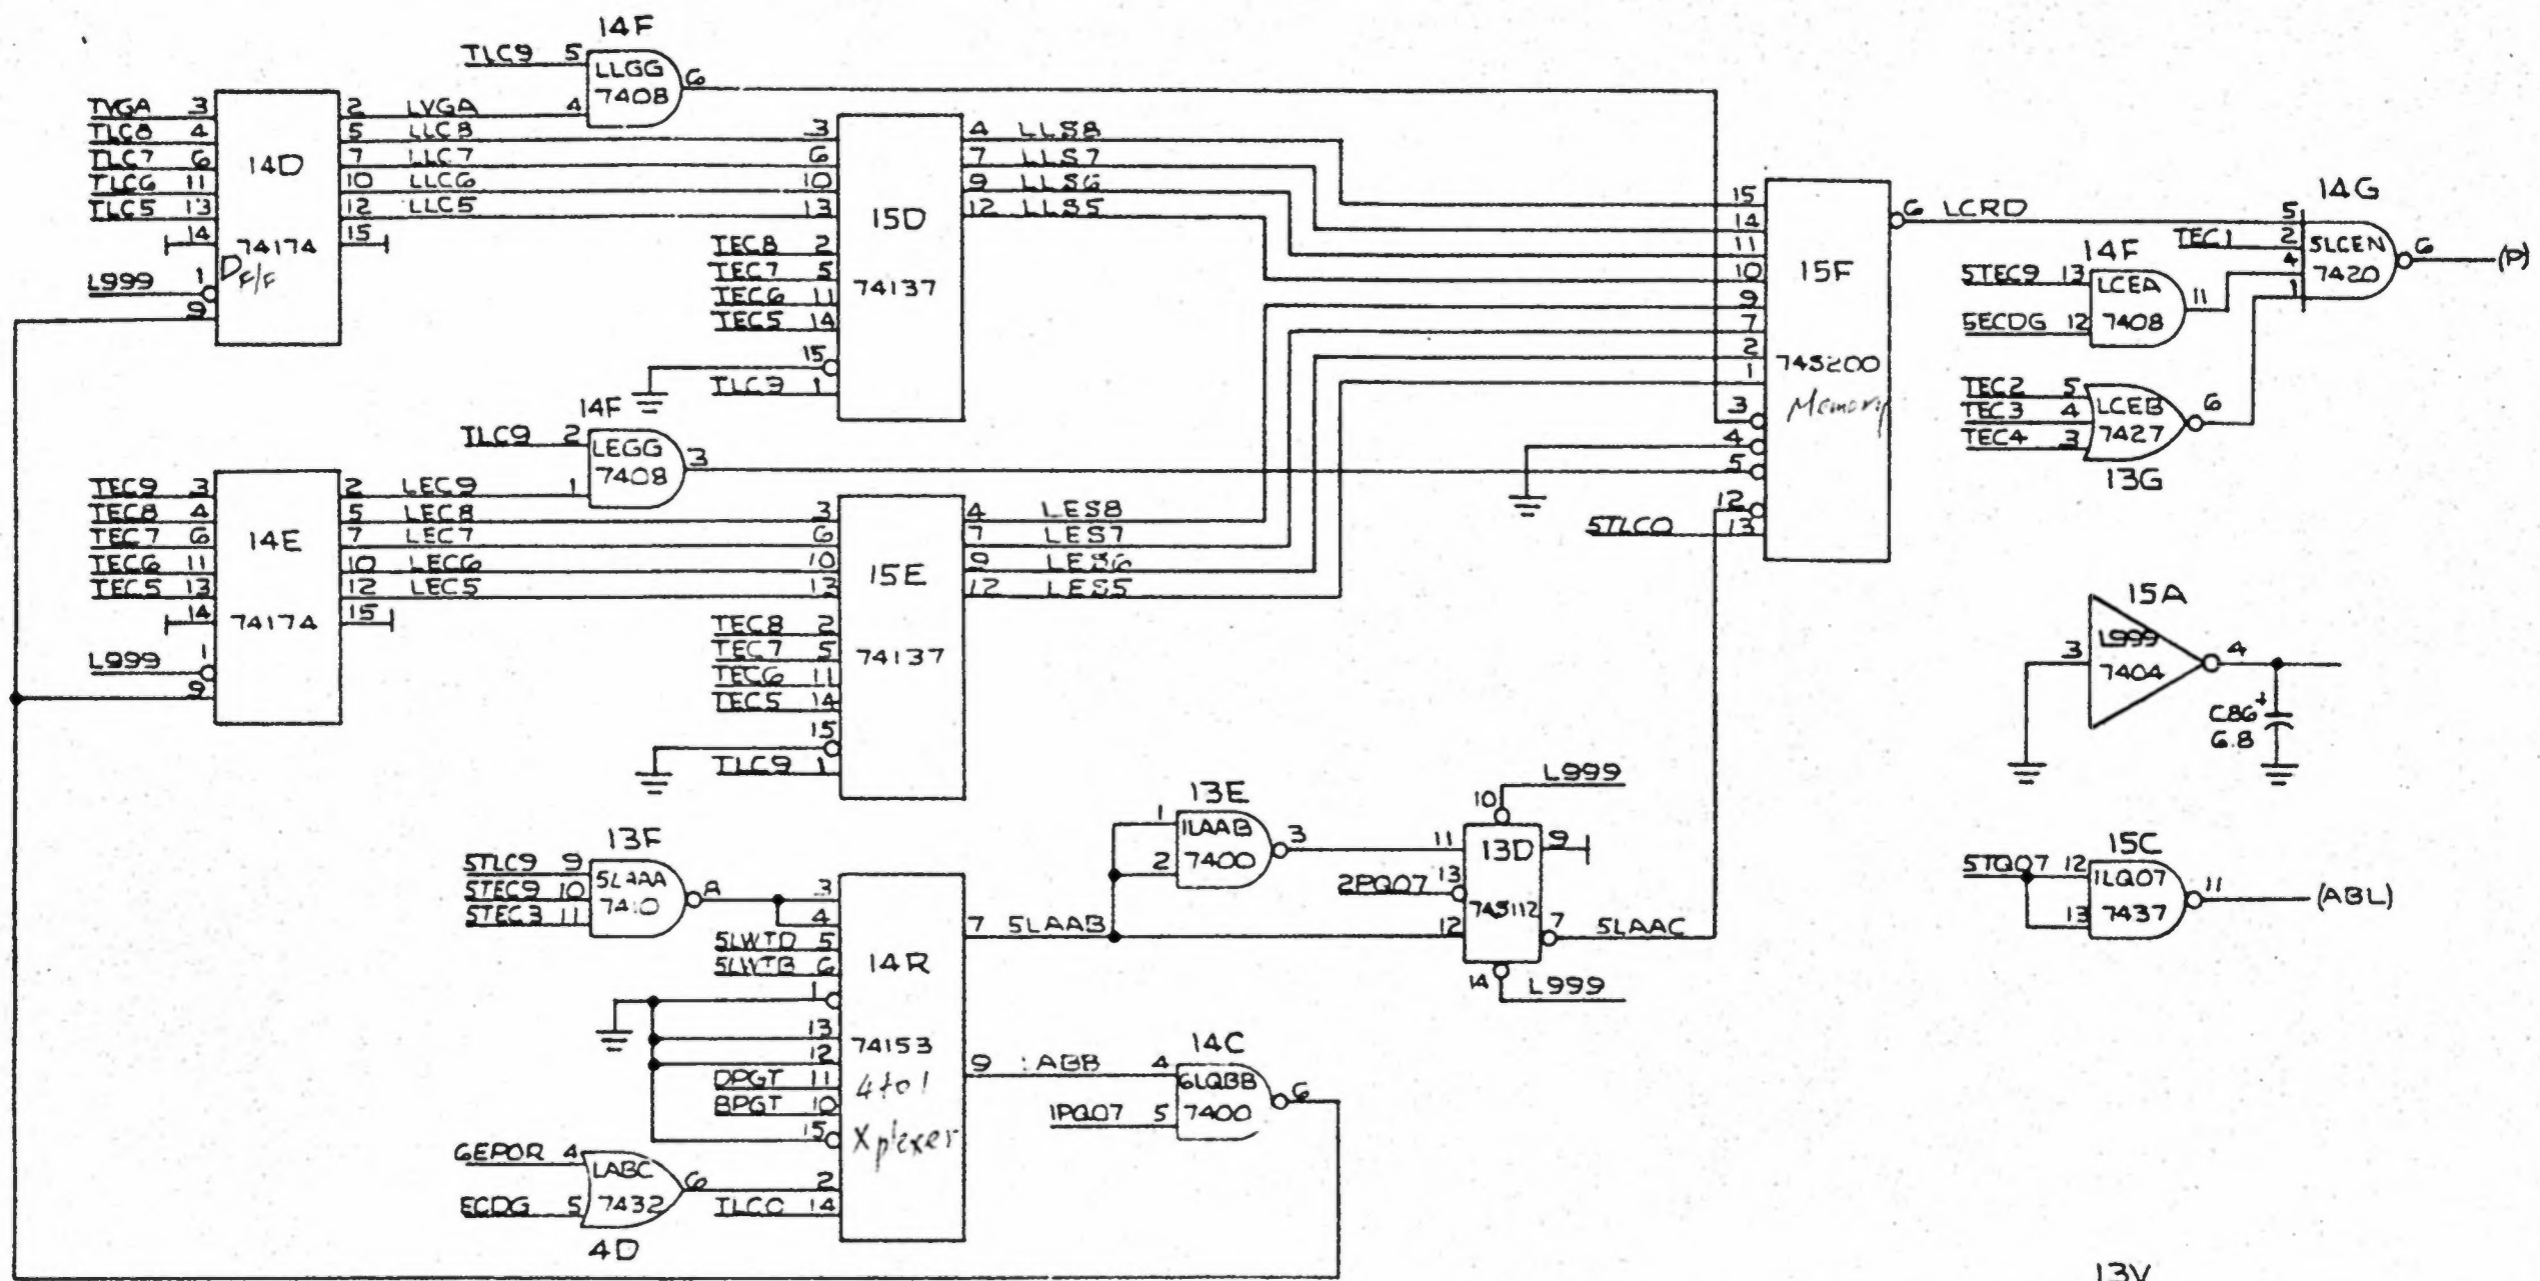 14F
TLC9 5
LLGG
7408
6
4
TVGA 3
TLC8 4
TLC7 6
TLC6 11
TLC5 13
14
L999 1
9
14D
74174
D F/F
2 LVGA
5 LLC8
7 LLC7
10 LLC6
12 LLC5
15
3
6
10
13
TEC8 2
TEC7 5
TEC6 11
TEC5 14
15
TLC9 1
15D
74137
4 LLS8
7 LLS7
9 LLS6
12 LLS5
15
14
11
10
9
7
2
1
3
4
5
12
5TLC0 13
15F
74S200
Memory
6 LCRD
14G
5
TEC1 2
4
1
5LCEN
7420
6
(P)
14F
5TEC9 13
5ECDG 12
LCEA
7408
11
TEC2 5
TEC3 4
TEC4 3
LCEB
7427
6
13G
14F
TLC9 2
1
LEGG
7408
3
TEC9 3
TEC8 4
TEC7 6
TEC6 11
TEC5 13
14
L999 1
9
14E
74174
2 LEC9
5 LEC8
7 LEC7
10 LEC6
12 LEC5
15
3
6
10
13
TEC8 2
TEC7 5
TEC6 11
TEC5 14
15
TLC9 1
15E
74137
4 LES8
7 LES7
9 LES6
12 LES5
15A
3
L999
7404
4
C86 +
6.8
13F
5TLC9 9
5TEC9 10
5TEC3 11
5LAAA
7410
8
3
4
5LWTD 5
5LWTB 6
1
13
12
DPGT 11
BPGT 10
15
2
TLC0 14
14R
74153
4 to 1
Xplexer
7 5LAAB
9 LABB
13E
1
2
1LAAB
7400
3
L999
10
11
2PQ07 13
12
13D
74S112
9
7 5LAAC
14 L999
14C
4
1PQ07 5
6LQBB
7400
6
6EPOR 4
ECDG 5
LABC
7432
6
4D
15C
5TQ07 12
13
1LQ07
7437
11
(ABL)
13V